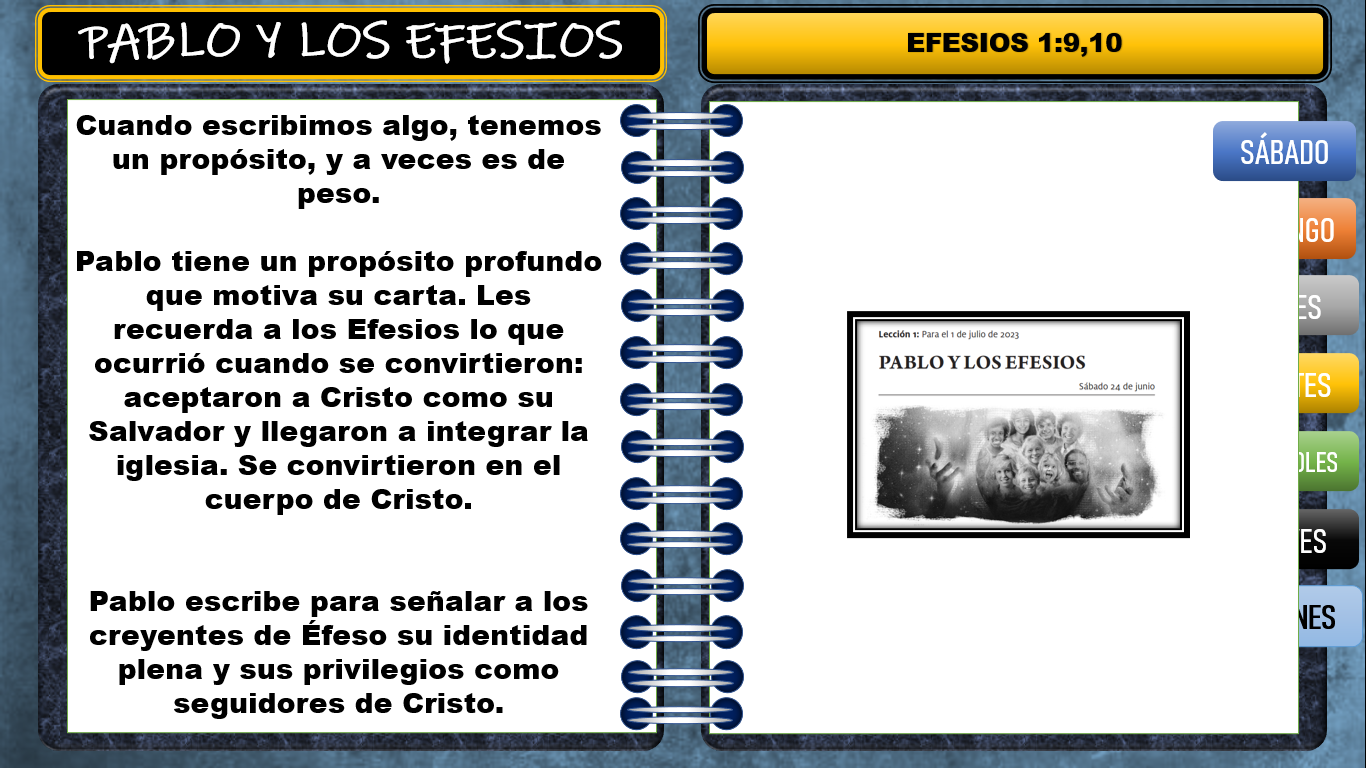 PABLO Y LOS EFESIOS
EFESIOS 1:9,10
Cuando escribimos algo, tenemos
un propósito, y a veces es de
peso.
Pablo tiene un propósito profundo
que motiva su carta. Les
recuerda a los Efesios lo que
ocurrió cuando se convirtieron:
aceptaron a Cristo como su
Salvador y llegaron a integrar la
iglesia. Se convirtieron en el
cuerpo de Cristo.
Pablo escribe para señalar a los
creyentes de Éfeso su identidad
plena y sus privilegios como
seguidores de Cristo.
Lección 1: Para el 1 de julio de 2023
PABLO Y LOS EFESIOS
Sábado 24 de junio
SÁBADO
NGO
ES
TES
OLES
ES
NES